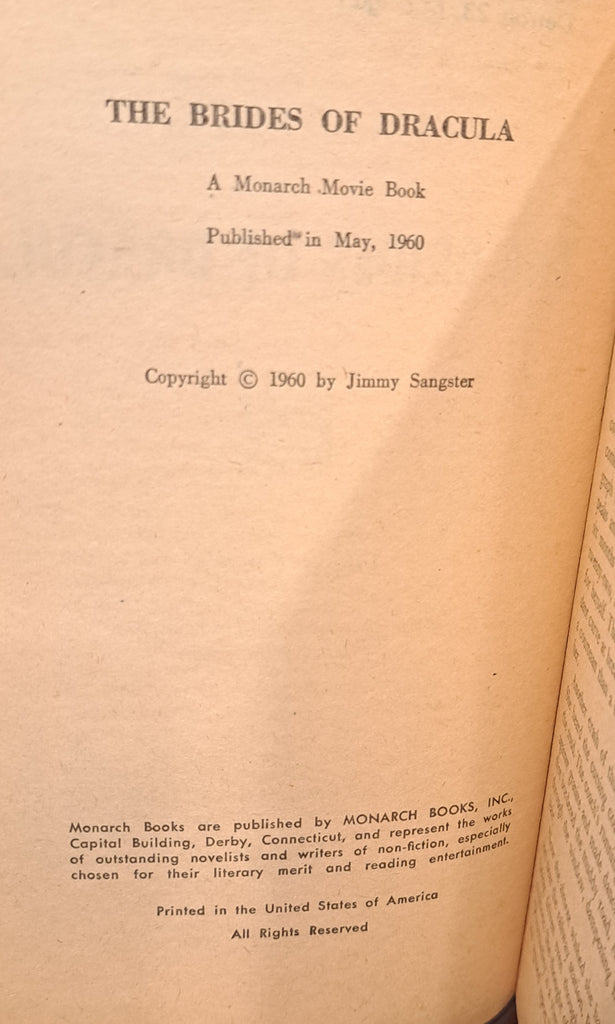 THE BRIDES OF DRACULA
A Monarch Movie Book
Published in May, 1960
Copyright © 1960 by Jimmy Sangster
Monarch Books are published by MONARCH BOOKS, INC.,
Capital Building, Derby, Connecticut, and represent the works
of outstanding novelists and writers of non-fiction, especially
chosen for their literary merit and reading entertainment.
Printed in the United States of America
All Rights Reserved